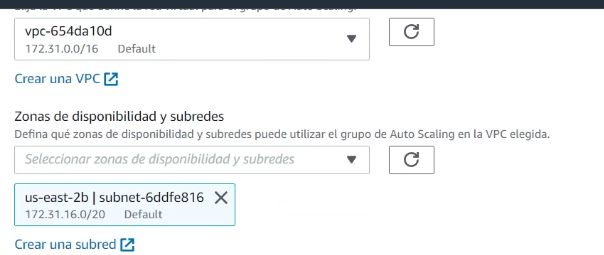 vpc-654da10d
172.31.0.0/16 Default
Crear una VPC
Zonas de disponibilidad y subredes
Defina qué zonas de disponibilidad y subredes puede utilizar el grupo de Auto Scaling en la VPC elegida.
Seleccionar zonas de disponibilidad y subredes
us-east-2b | subnet-6ddfe816
172.31.16.0/20 Default
Crear una subred